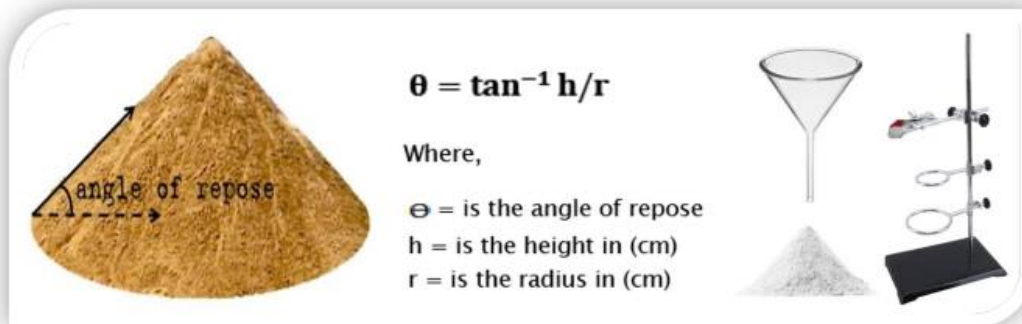 angle of repose
θ = tan⁻¹ h/r
Where,
ɵ = is the angle of repose
h = is the height in (cm)
r = is the radius in (cm)